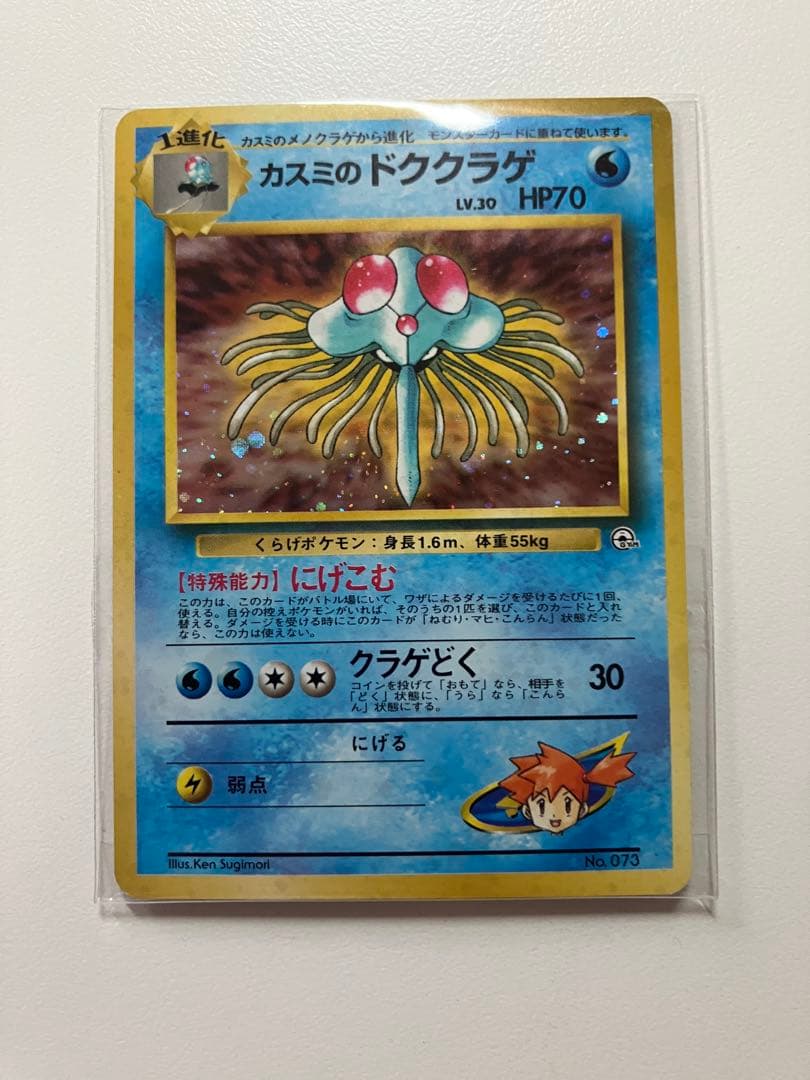 1進化
カスミのメノクラゲから進化 モンスターカードに重ねて使います。
カスミのドククラゲ
LV.30 HP70
くらげポケモン：身長1.6m、体重55kg
【特殊能力】にげこむ
この力は、このカードがバトル場にいて、ワザによるダメージを受けるたびに1回、
使える。自分の控えポケモンがいれば、そのうちの1匹を選び、このカードと入れ
替える。ダメージを受ける時にこのカードが「ねむり・マヒ・こんらん」状態だった
なら、この力は使えない。
クラゲどく 30
コインを投げて「おもて」なら、相手を
「どく」状態に、「うら」なら「こんら
ん」状態にする。
にげる
弱点
Illus.Ken Sugimori
No. 073